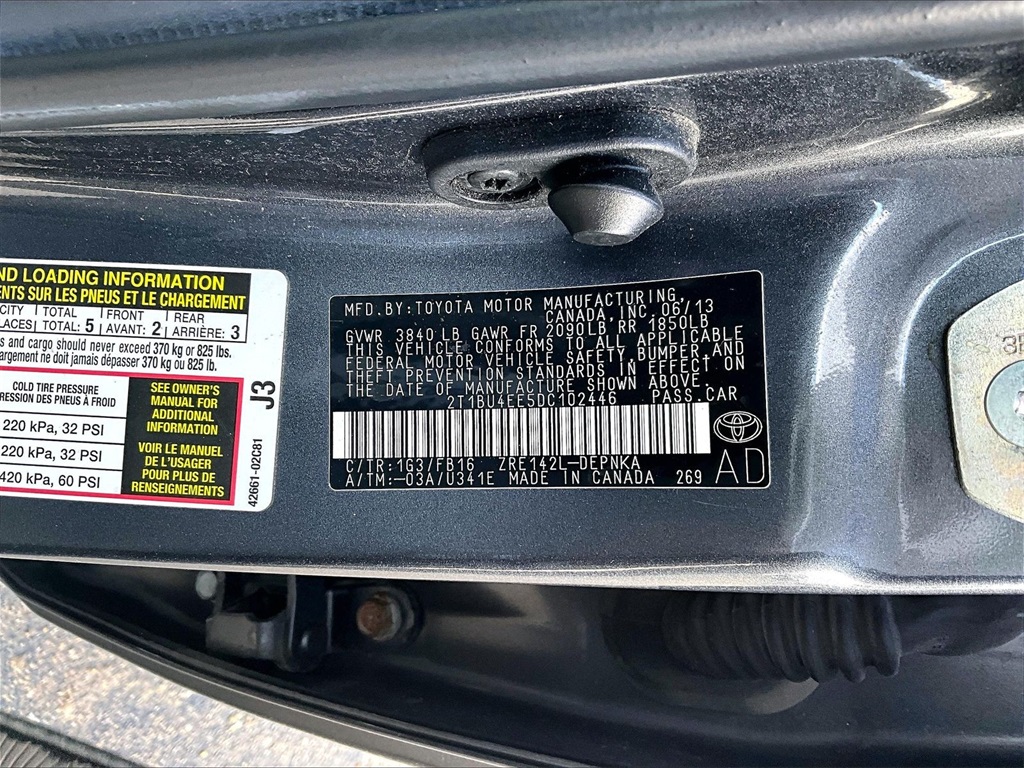 ND LOADING INFORMATION
ENTS SUR LES PNEUS ET LE CHARGEMENT
CITY TOTAL FRONT REAR
LACES TOTAL: 5 AVANT: 2 ARRIÈRE: 3
s and cargo should never exceed 370 kg or 825 lbs.
argement ne doit jamais dépasser 370 kg ou 825 lb.
COLD TIRE PRESSURE
RESSION DES PNEUS À FROID
220 kPa, 32 PSI
220 kPa, 32 PSI
420 kPa, 60 PSI
SEE OWNER'S
MANUAL FOR
ADDITIONAL
INFORMATION
VOIR LE MANUEL
POUR PLUS DE
RENSEIGNEMENTS
J3
42661-02C81
MFD. BY: TOYOTA MOTOR MANUFACTURING,
CANADA, INC. 06/13
GVWR 3840 LB GAWR FR 2090LB, RR 1850LB
THIS VEHICLE CONFORMS TO ALL APPLICABLE
FEDERAL MOTOR VEHICLE SAFETY, BUMPER, AND
THEFT PREVENTION STANDARDS IN EFFECT ON
THE DATE OF MANUFACTURE SHOWN ABOVE.
2T1BU4EE5DC102446 PASS. CAR
C/TR: 1G3/FB16 ZRE142L-DEPNKA
A/TM: -03A/U341E MADE IN CANADA 269
AD